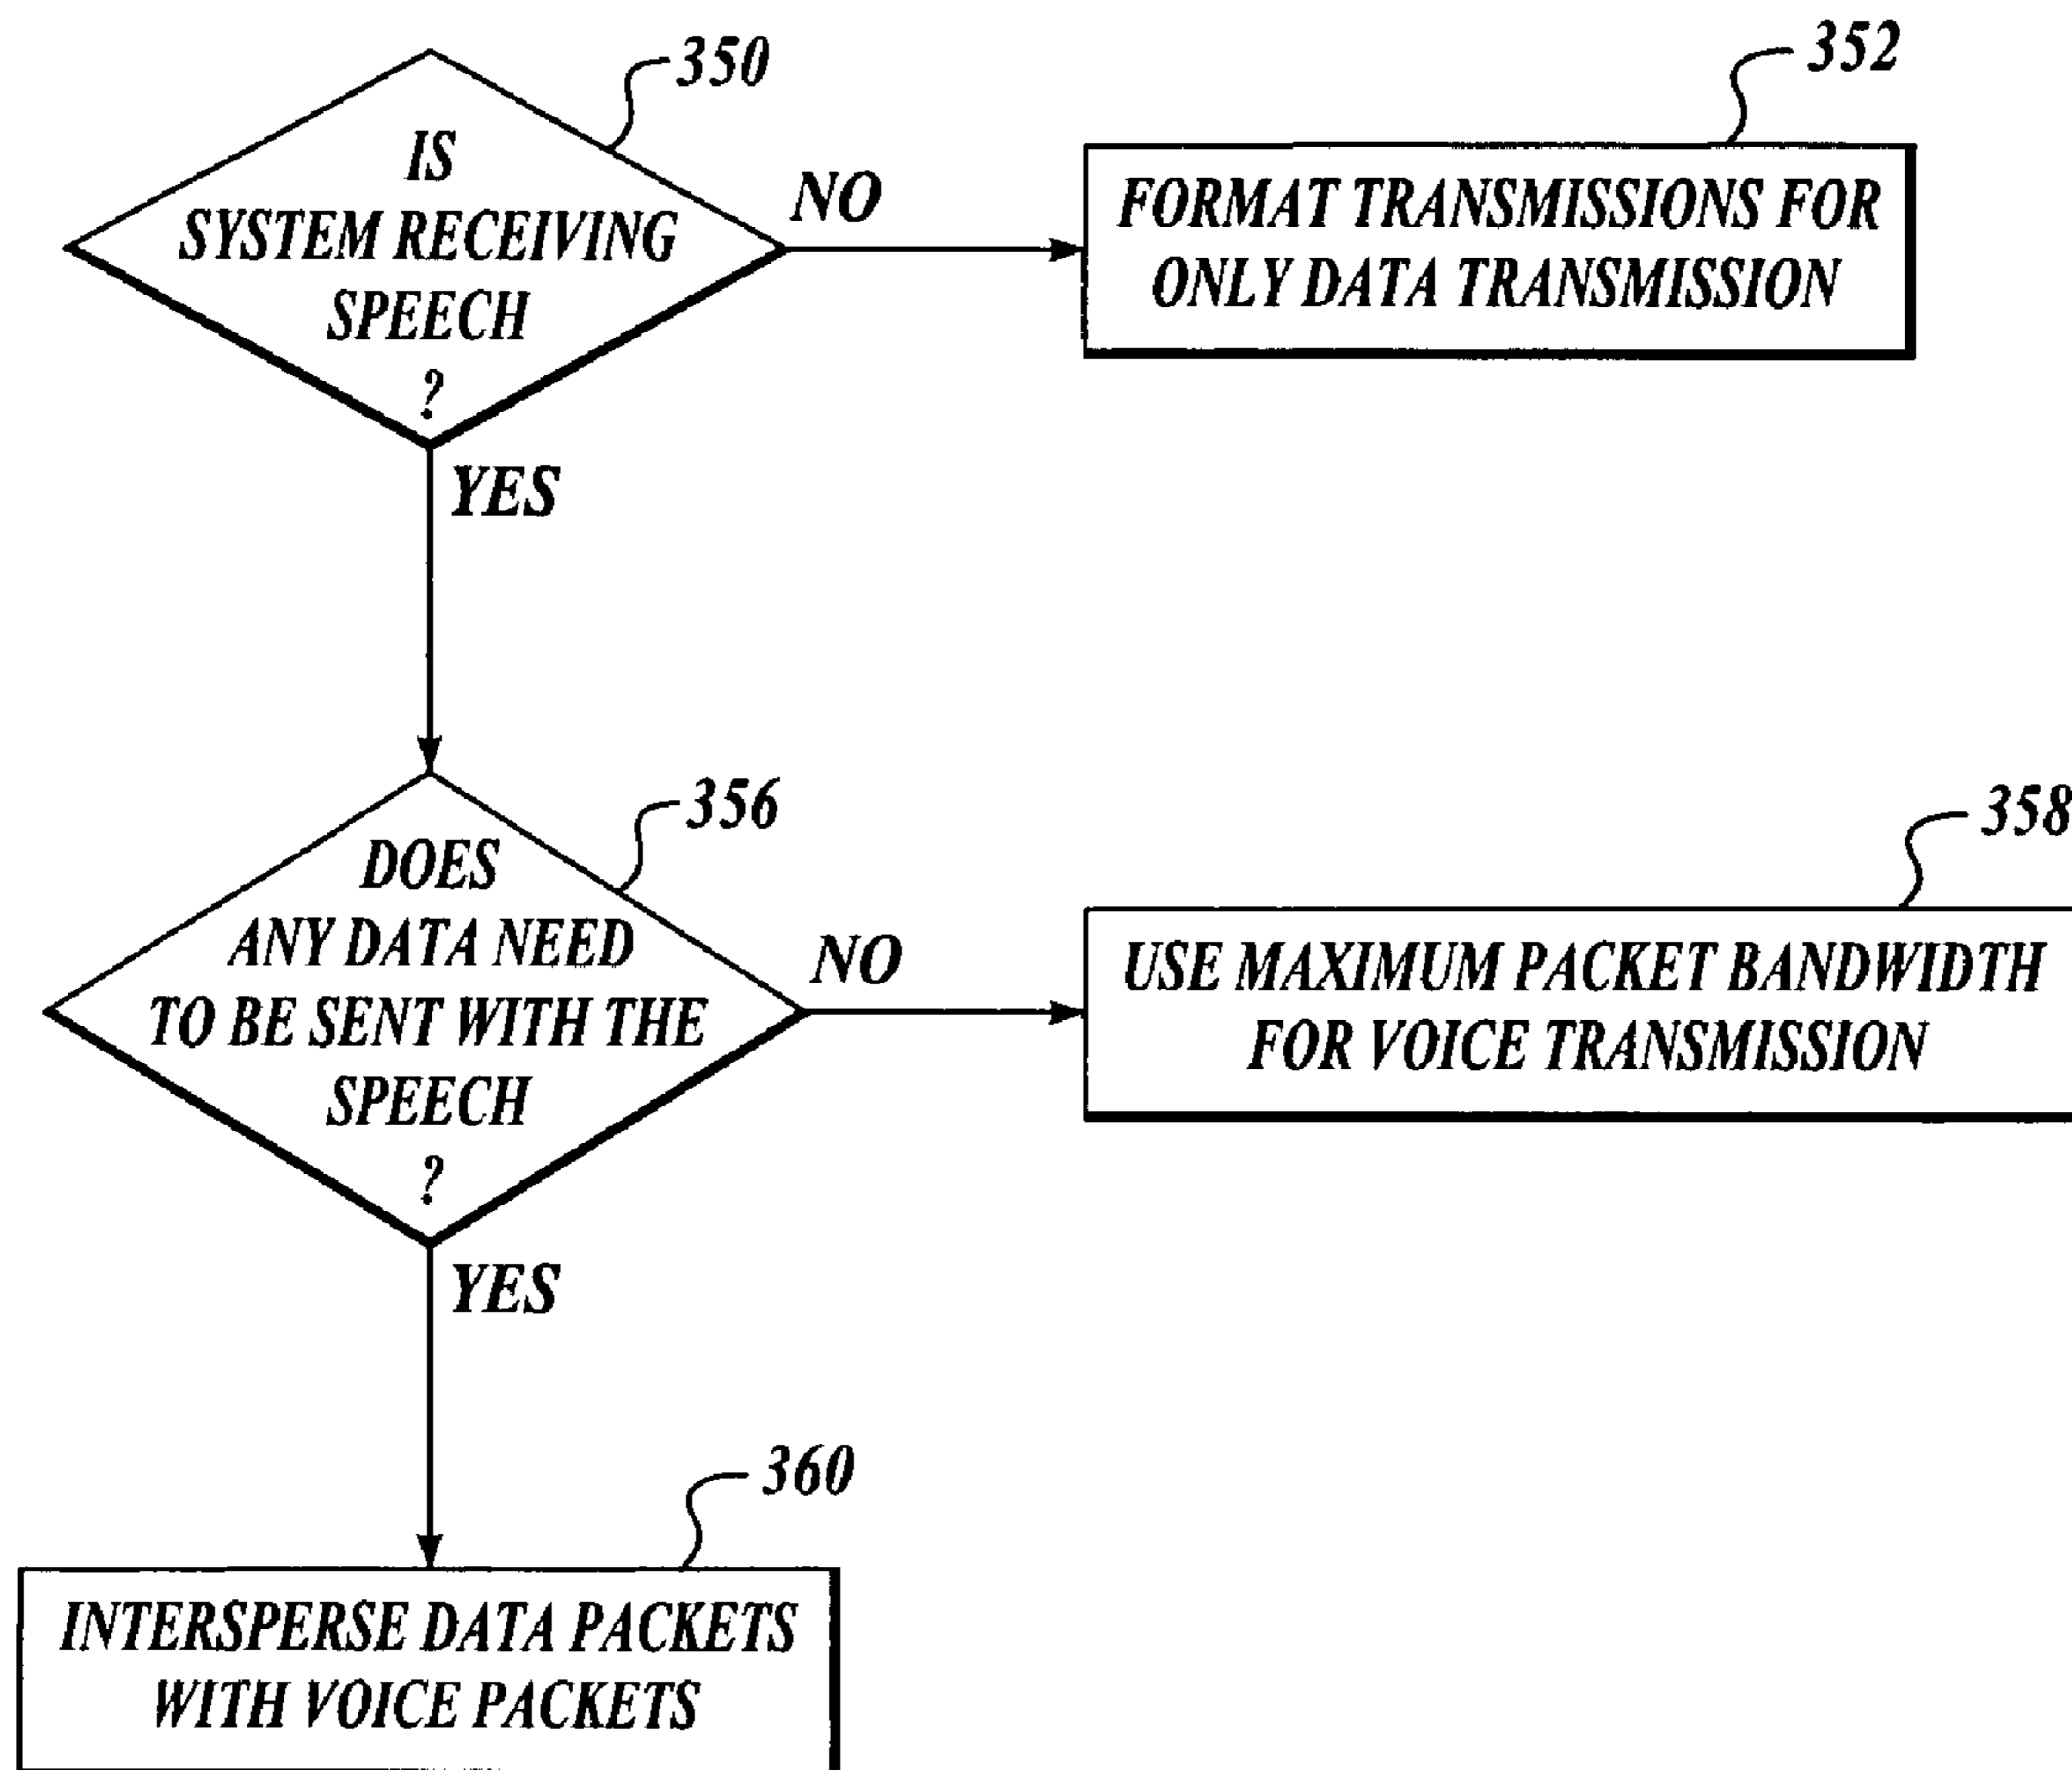 350
IS
SYSTEM RECEIVING
SPEECH
?
NO
352
FORMAT TRANSMISSIONS FOR
ONLY DATA TRANSMISSION
YES
356
DOES
ANY DATA NEED
TO BE SENT WITH THE
SPEECH
?
NO
358
USE MAXIMUM PACKET BANDWIDTH
FOR VOICE TRANSMISSION
YES
360
INTERSPERSE DATA PACKETS
WITH VOICE PACKETS